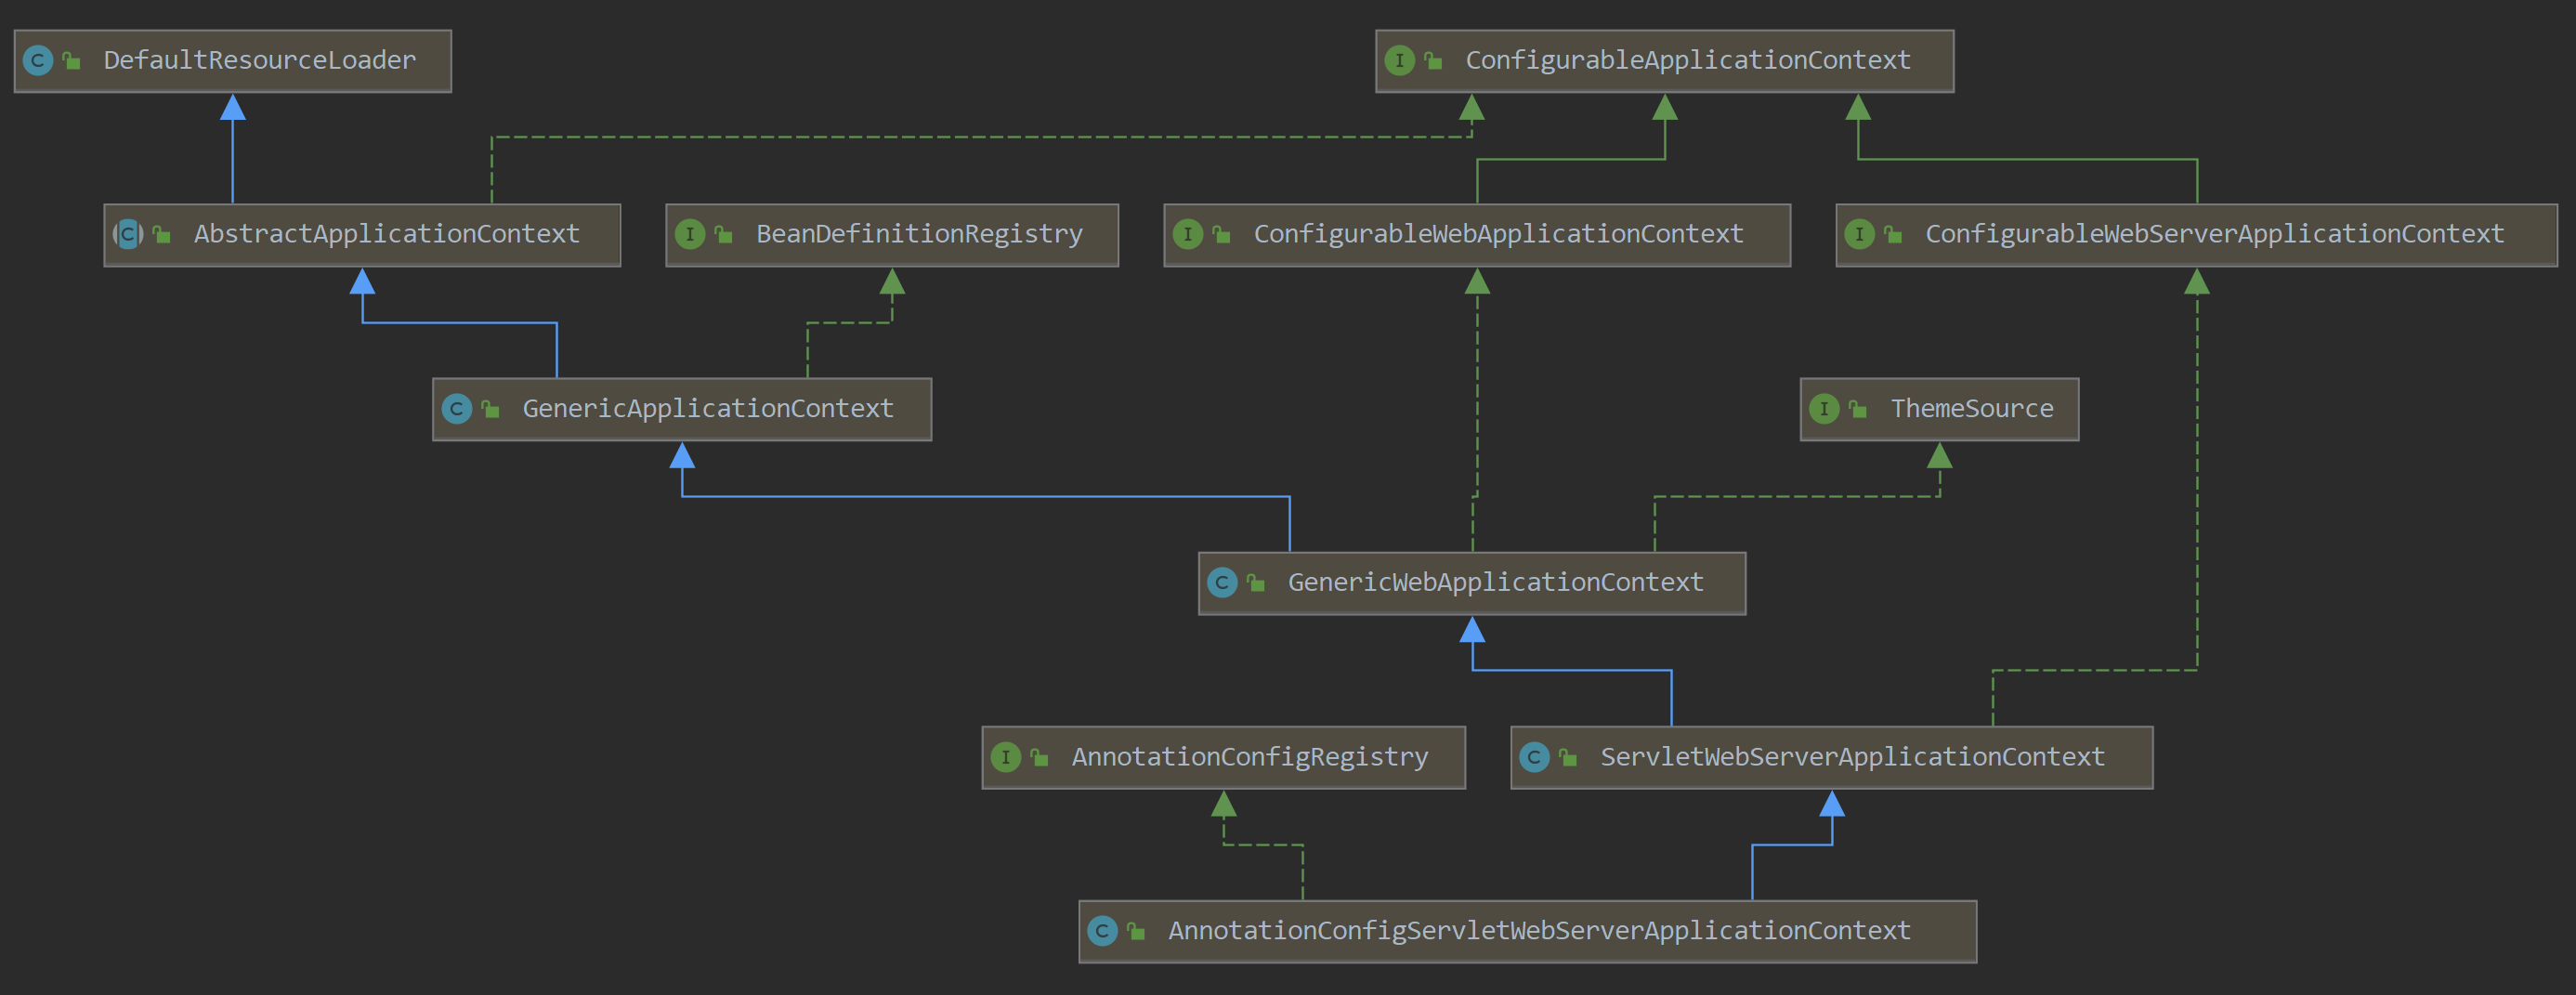 DefaultResourceLoader
ConfigurableApplicationContext
AbstractApplicationContext
BeanDefinitionRegistry
ConfigurableWebApplicationContext
ConfigurableWebServerApplicationContext
GenericApplicationContext
ThemeSource
GenericWebApplicationContext
AnnotationConfigRegistry
ServletWebServerApplicationContext
AnnotationConfigServletWebServerApplicationContext